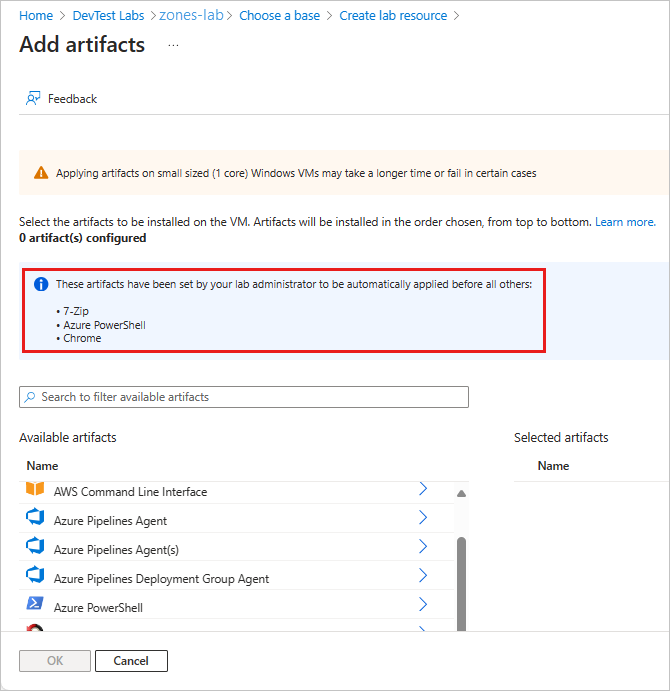 Home > DevTest Labs > zones-lab > Choose a base > Create lab resource >
Add artifacts ...
Feedback
Applying artifacts on small sized (1 core) Windows VMs may take a longer time or fail in certain cases
Select the artifacts to be installed on the VM. Artifacts will be installed in the order chosen, from top to bottom. Learn more.
0 artifact(s) configured
These artifacts have been set by your lab administrator to be automatically applied before all others:
• 7-Zip
• Azure PowerShell
• Chrome
Search to filter available artifacts
Available artifacts
Name
AWS Command Line Interface
Azure Pipelines Agent
Azure Pipelines Agent(s)
Azure Pipelines Deployment Group Agent
Azure PowerShell
Selected artifacts
Name
OK
Cancel